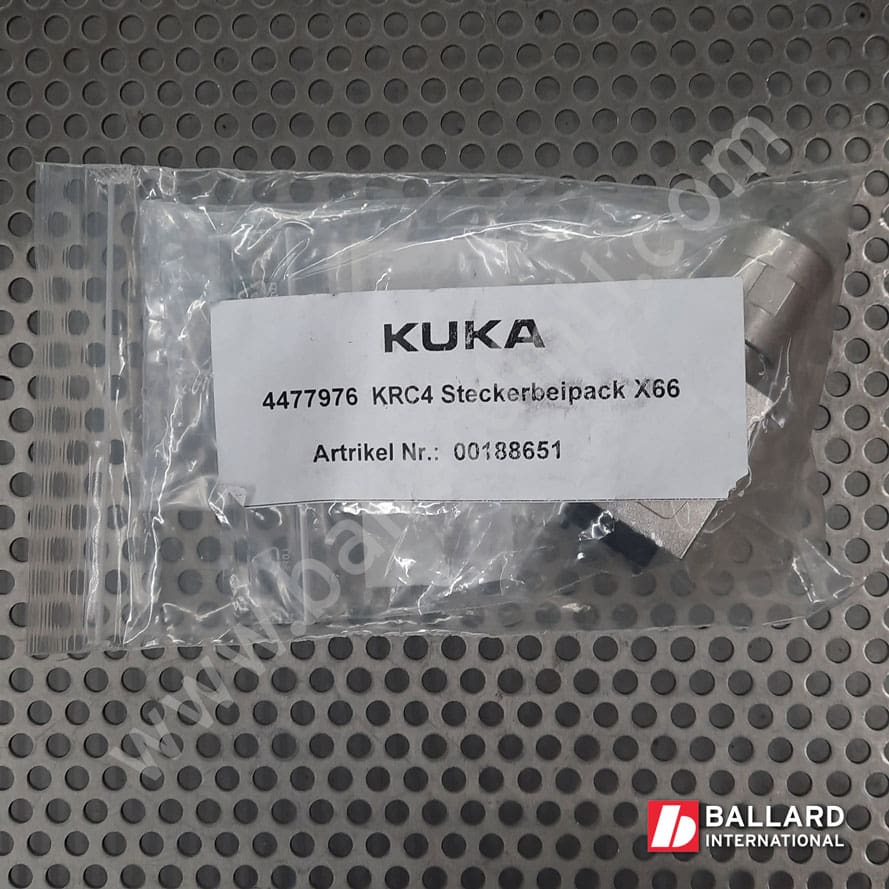 KUKA
4477976 KRC4 Steckerbeipack X66
Artrikel Nr.: 00188651
BALLARD
INTERNATIONAL